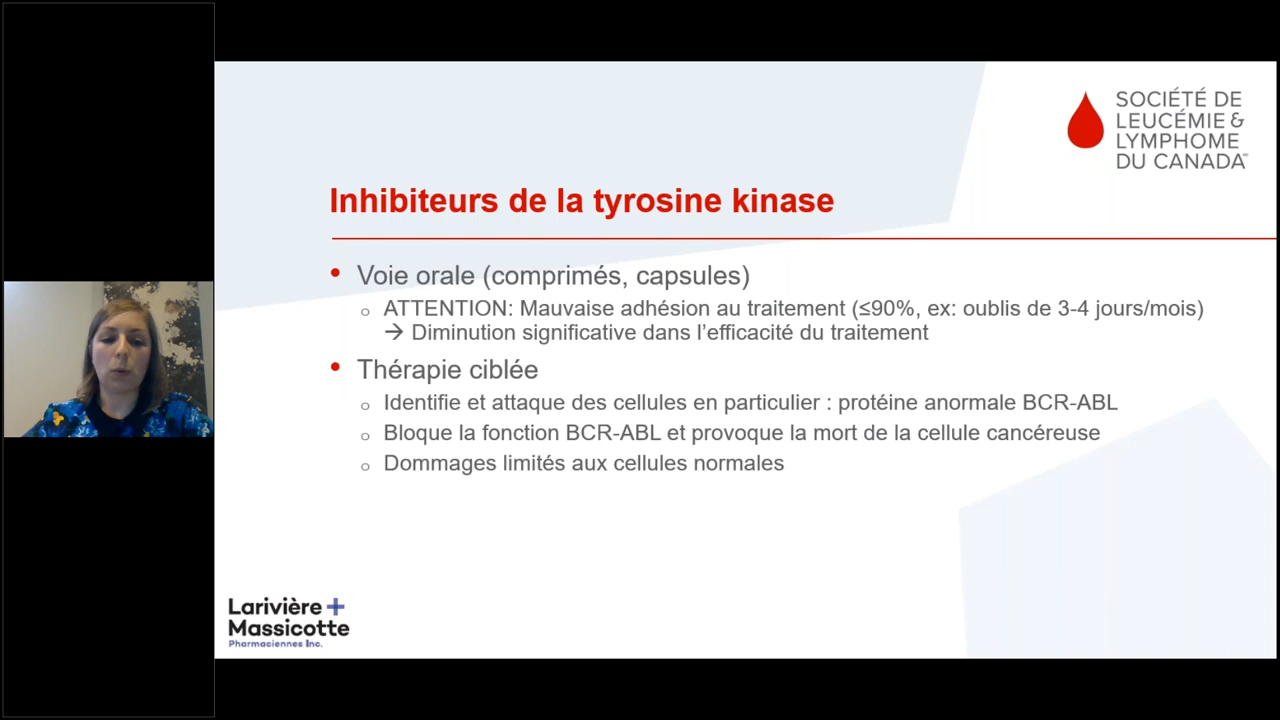 SOCIÉTÉ DE
LEUCÉMIE &
LYMPHOME
DU CANADA
Inhibiteurs de la tyrosine kinase
• Voie orale (comprimés, capsules)
o ATTENTION: Mauvaise adhésion au traitement (≤90%, ex: oublis de 3-4 jours/mois)
→ Diminution significative dans l’efficacité du traitement
• Thérapie ciblée
o Identifie et attaque des cellules en particulier : protéine anormale BCR-ABL
o Bloque la fonction BCR-ABL et provoque la mort de la cellule cancéreuse
o Dommages limités aux cellules normales
Larivière +
Massicotte
Pharmaciennes Inc.